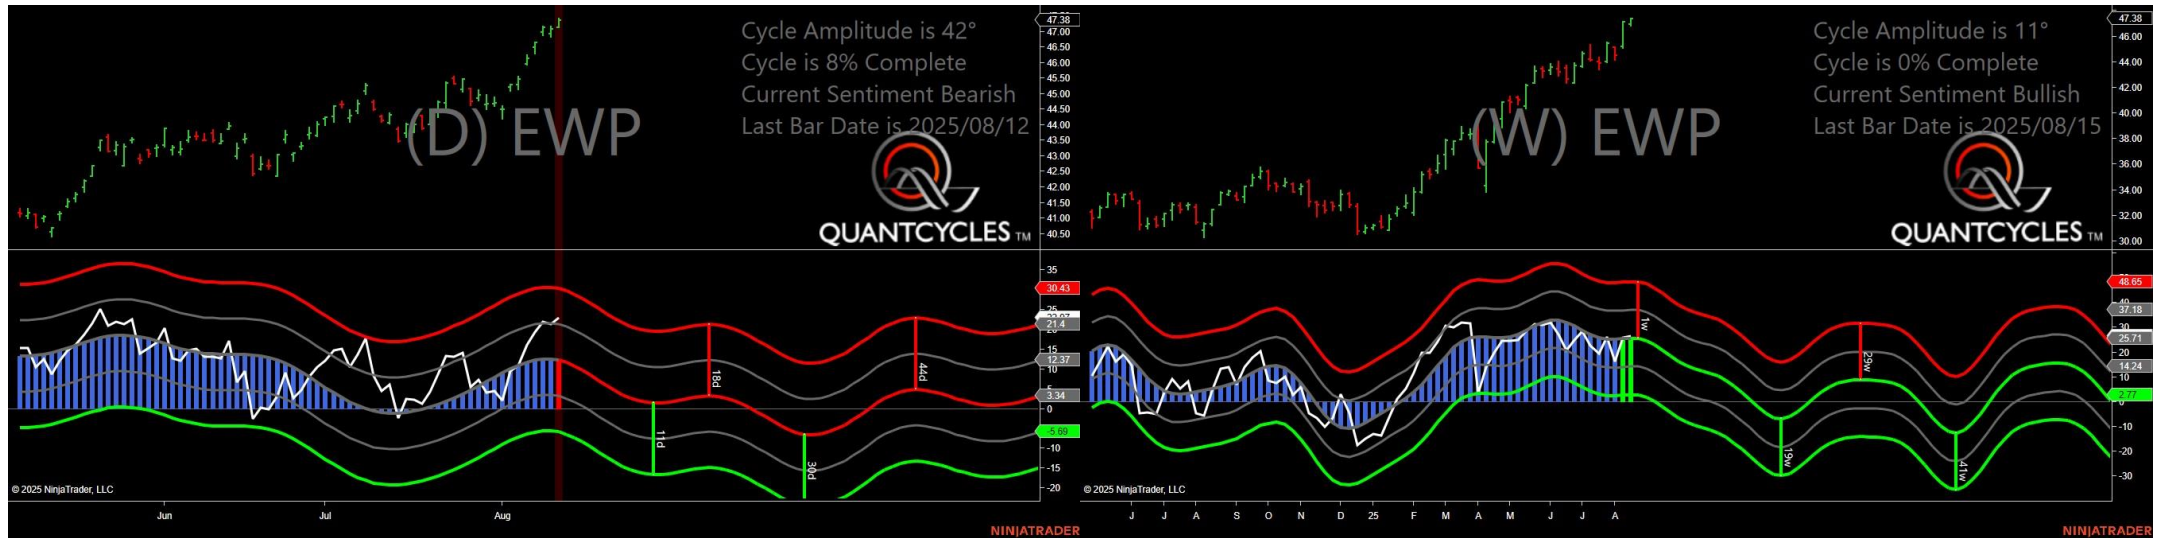 Cycle Amplitude is 42°
Cycle is 8% Complete
Current Sentiment Bearish
Last Bar Date is 2025/08/12
(D) EWP
QUANTCYCLES TM
47.38
47.00
46.50
46.00
45.50
45.00
44.50
44.00
43.50
43.00
42.50
42.00
41.50
41.00
40.50
35
30.43
25
21.4
15
12.37
10
5
3.34
0
-5.69
-10
-15
-20
18d
44d
11d
30d
© 2025 NinjaTrader, LLC
Jun
Jul
Aug
NINJATRADER
Cycle Amplitude is 11°
Cycle is 0% Complete
Current Sentiment Bullish
Last Bar Date is 2025/08/15
(W) EWP
QUANTCYCLES TM
47.38
46.00
44.00
42.00
40.00
38.00
36.00
34.00
32.00
30.00
48.65
40
37.18
30
25.71
20
14.24
10
2.77
-10
-20
-30
1w
29w
19w
41w
© 2025 NinjaTrader, LLC
J
J
A
S
O
N
D
25
F
M
A
M
J
J
A
NINJATRADER